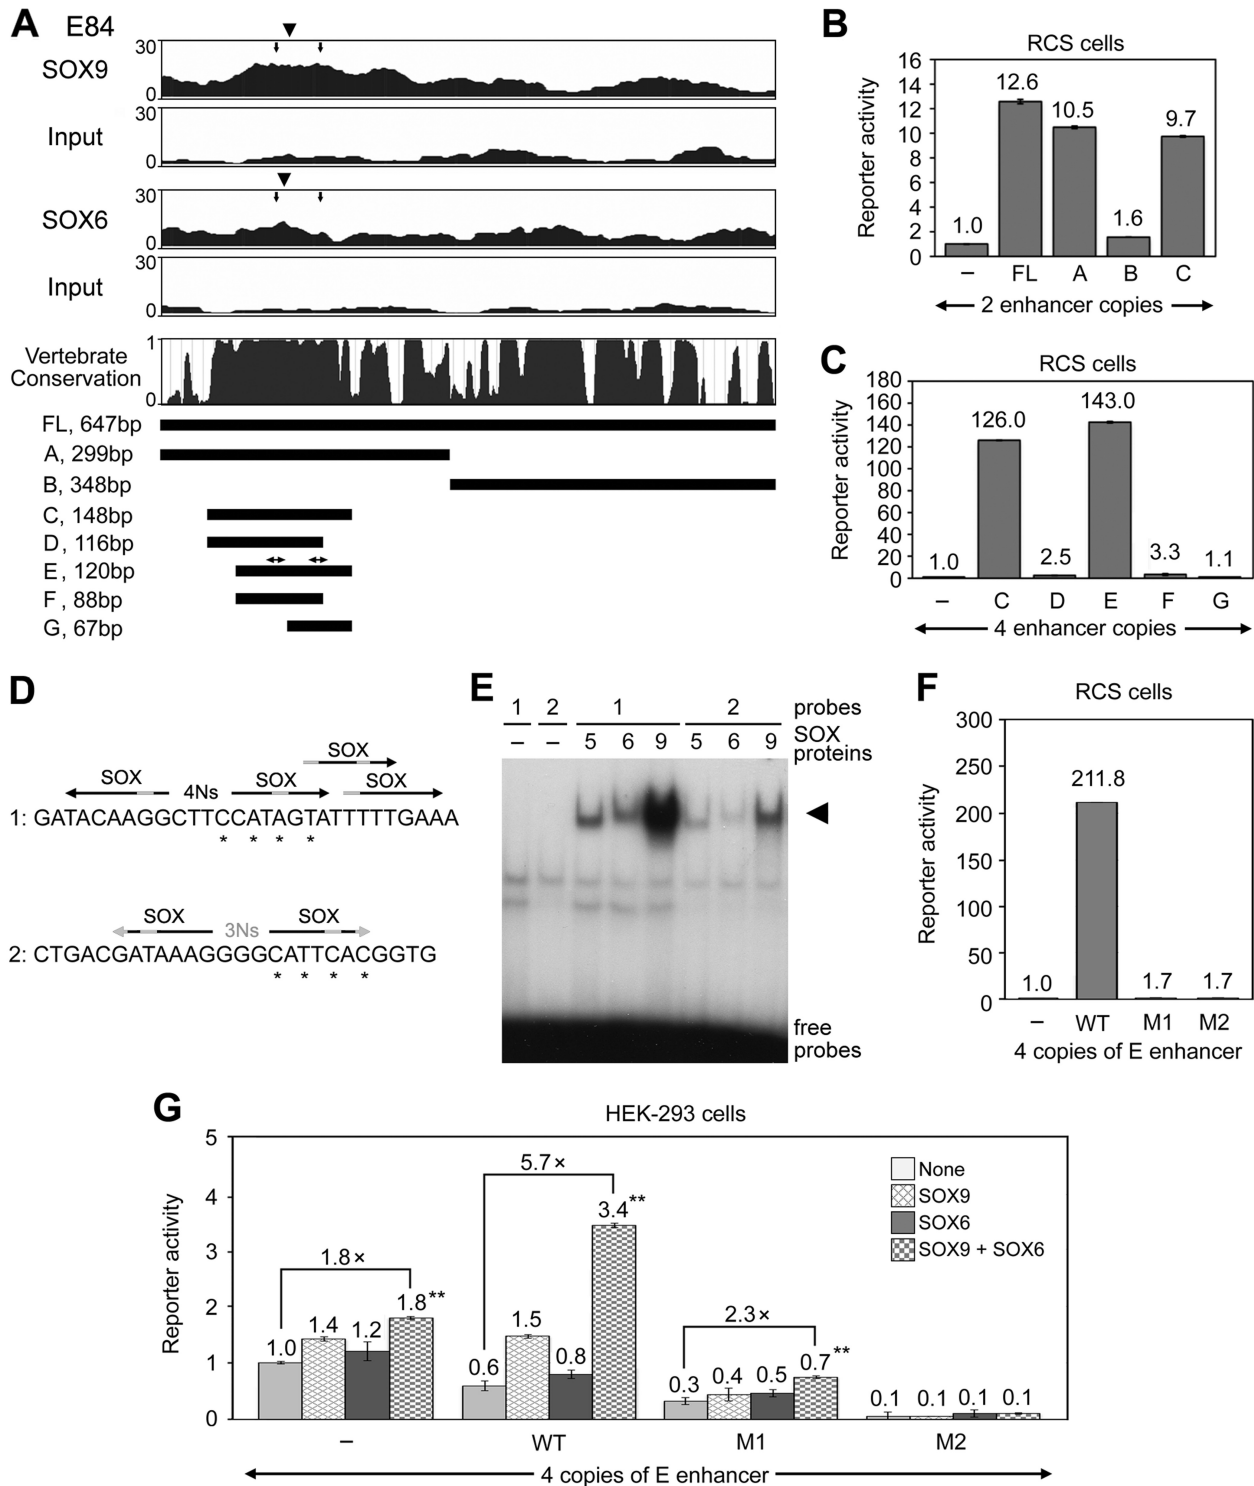 A
E84
30
SOX9
0
30
Input
0
30
SOX6
0
30
Input
0
1
Vertebrate
Conservation
0
FL, 647bp
A, 299bp
B, 348bp
C, 148bp
D, 116bp
E, 120bp
F, 88bp
G, 67bp
B
RCS cells
Reporter activity
16
14
12
10
8
6
4
2
0
1.0
12.6
10.5
1.6
9.7
–
FL
A
B
C
2 enhancer copies
C
RCS cells
Reporter activity
180
160
140
120
100
80
60
40
20
0
1.0
126.0
2.5
143.0
3.3
1.1
–
C
D
E
F
G
4 enhancer copies
D
SOX
SOX
4Ns
SOX
SOX
1: GATACAAGGCTTCCATAGTATTTTTGAAA
* * * *
SOX
3Ns
SOX
2: CTGACGATAAAGGGGCATTCACGGTG
* * * *
E
1 2 1 2 probes
– – 5 6 9 5 6 9 SOX
proteins
free
probes
F
RCS cells
Reporter activity
300
250
200
150
100
50
0
1.0
211.8
1.7
1.7
–
WT
M1
M2
4 copies of E enhancer
G
HEK-293 cells
Reporter activity
5
4
3
2
1
0
None
SOX9
SOX6
SOX9 + SOX6
1.8×
1.0
1.4
1.2
1.8**
5.7×
0.6
1.5
0.8
3.4**
2.3×
0.3
0.4
0.5
0.7**
0.1
0.1
0.1
0.1
–
WT
M1
M2
4 copies of E enhancer